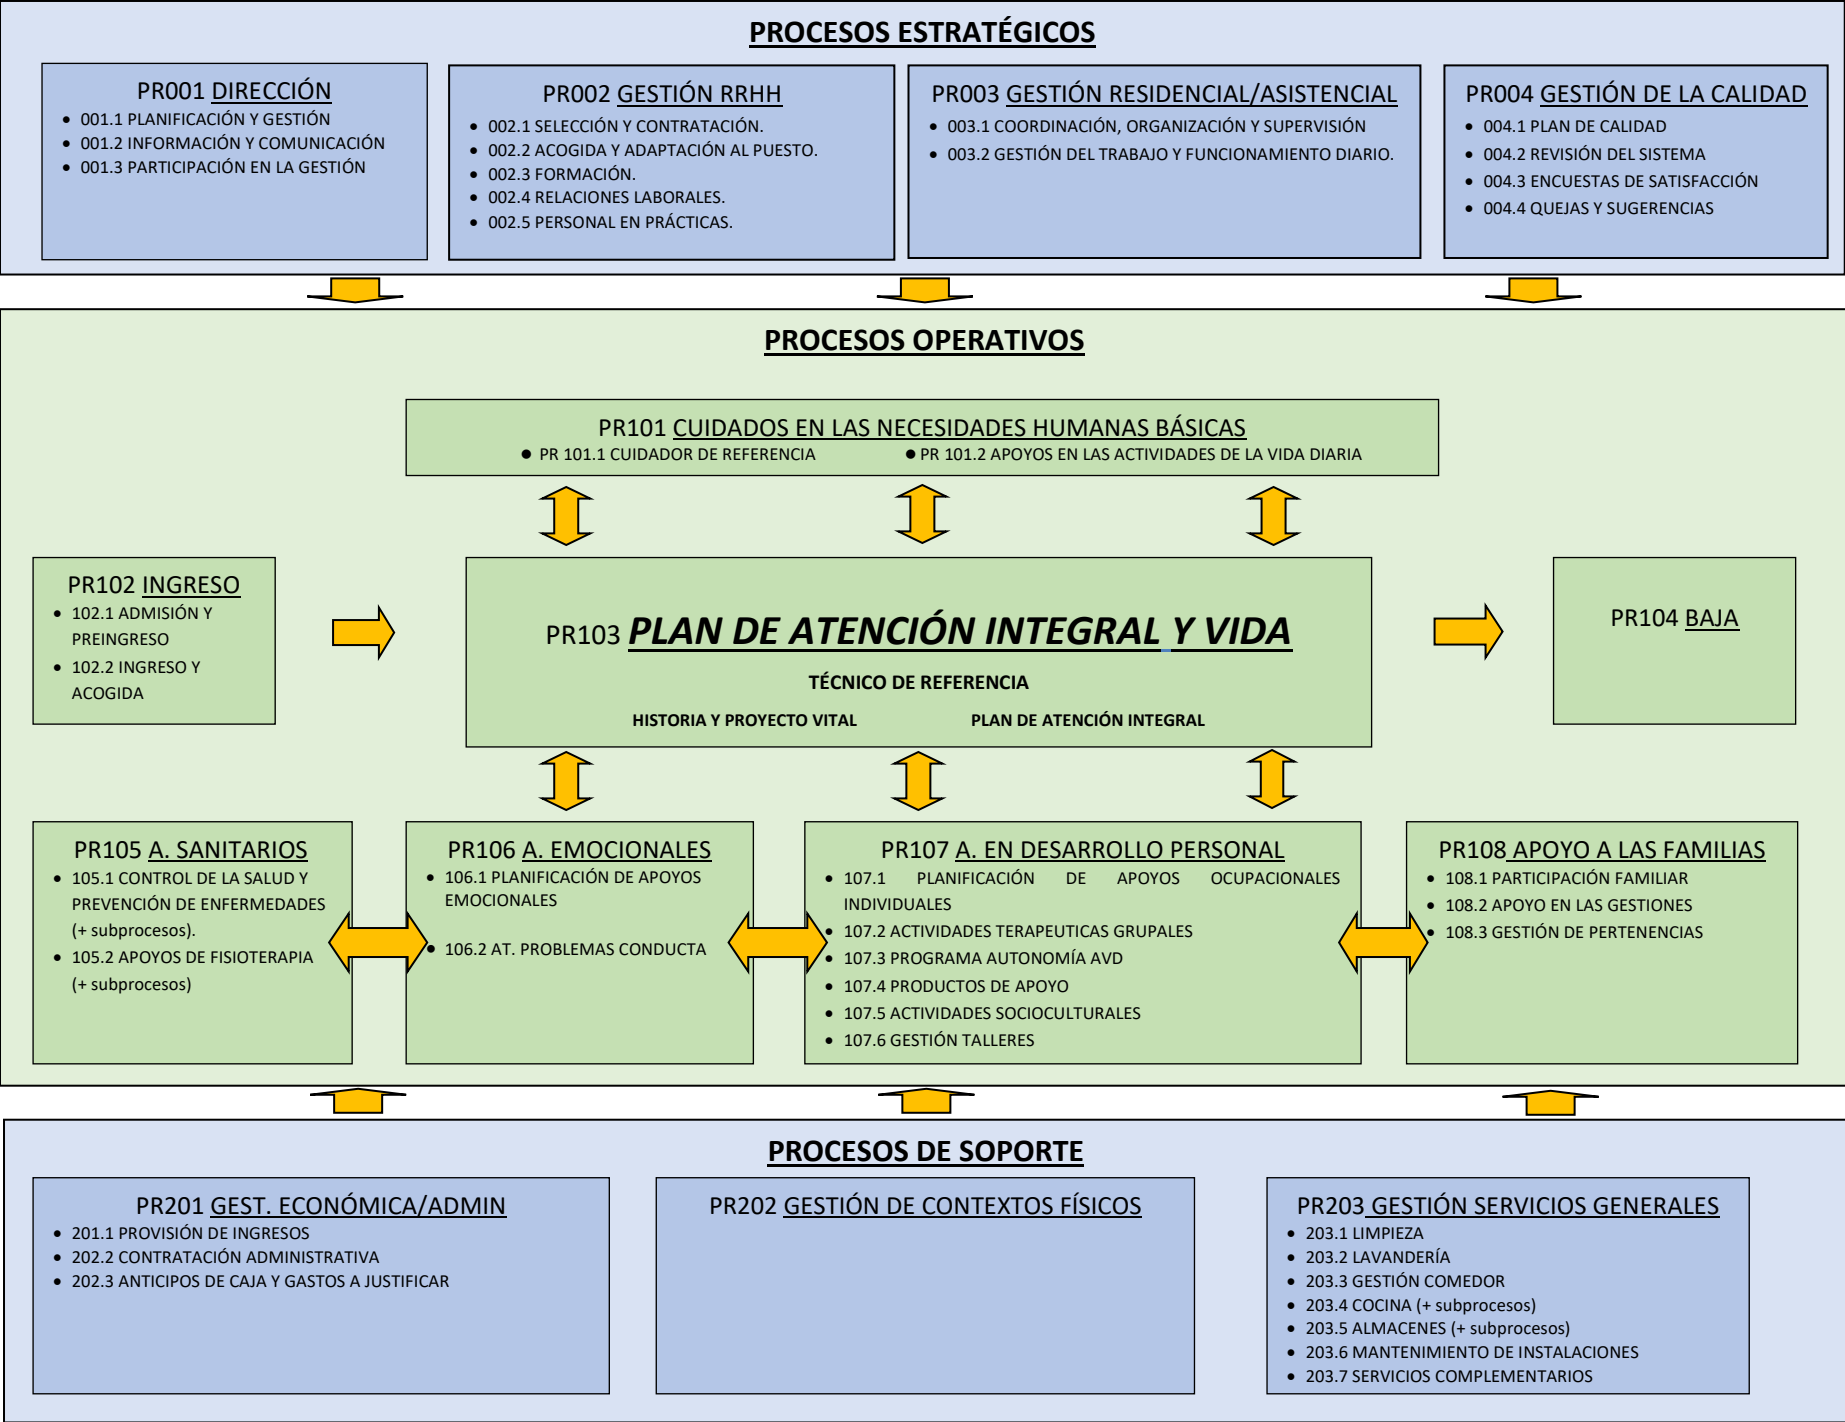 PROCESOS ESTRATÉGICOS
PR001 DIRECCIÓN
• 001.1 PLANIFICACIÓN Y GESTIÓN
• 001.2 INFORMACIÓN Y COMUNICACIÓN
• 001.3 PARTICIPACIÓN EN LA GESTIÓN
PR002 GESTIÓN RRHH
• 002.1 SELECCIÓN Y CONTRATACIÓN.
• 002.2 ACOGIDA Y ADAPTACIÓN AL PUESTO.
• 002.3 FORMACIÓN.
• 002.4 RELACIONES LABORALES.
• 002.5 PERSONAL EN PRÁCTICAS.
PR003 GESTIÓN RESIDENCIAL/ASISTENCIAL
• 003.1 COORDINACIÓN, ORGANIZACIÓN Y SUPERVISIÓN
• 003.2 GESTIÓN DEL TRABAJO Y FUNCIONAMIENTO DIARIO.
PR004 GESTIÓN DE LA CALIDAD
• 004.1 PLAN DE CALIDAD
• 004.2 REVISIÓN DEL SISTEMA
• 004.3 ENCUESTAS DE SATISFACCIÓN
• 004.4 QUEJAS Y SUGERENCIAS
PROCESOS OPERATIVOS
PR101 CUIDADOS EN LAS NECESIDADES HUMANAS BÁSICAS
• PR 101.1 CUIDADOR DE REFERENCIA • PR 101.2 APOYOS EN LAS ACTIVIDADES DE LA VIDA DIARIA
PR102 INGRESO
• 102.1 ADMISIÓN Y
PREINGRESO
• 102.2 INGRESO Y
ACOGIDA
PR103 PLAN DE ATENCIÓN INTEGRAL Y VIDA
TÉCNICO DE REFERENCIA
HISTORIA Y PROYECTO VITAL PLAN DE ATENCIÓN INTEGRAL
PR104 BAJA
PR105 A. SANITARIOS
• 105.1 CONTROL DE LA SALUD Y
PREVENCIÓN DE ENFERMEDADES
(+ subprocesos).
• 105.2 APOYOS DE FISIOTERAPIA
(+ subprocesos)
PR106 A. EMOCIONALES
• 106.1 PLANIFICACIÓN DE APOYOS
EMOCIONALES
• 106.2 AT. PROBLEMAS CONDUCTA
PR107 A. EN DESARROLLO PERSONAL
• 107.1 PLANIFICACIÓN DE APOYOS OCUPACIONALES
INDIVIDUALES
• 107.2 ACTIVIDADES TERAPEUTICAS GRUPALES
• 107.3 PROGRAMA AUTONOMÍA AVD
• 107.4 PRODUCTOS DE APOYO
• 107.5 ACTIVIDADES SOCIOCULTURALES
• 107.6 GESTIÓN TALLERES
PR108 APOYO A LAS FAMILIAS
• 108.1 PARTICIPACIÓN FAMILIAR
• 108.2 APOYO EN LAS GESTIONES
• 108.3 GESTIÓN DE PERTENENCIAS
PROCESOS DE SOPORTE
PR201 GEST. ECONÓMICA/ADMIN
• 201.1 PROVISIÓN DE INGRESOS
• 202.2 CONTRATACIÓN ADMINISTRATIVA
• 202.3 ANTICIPOS DE CAJA Y GASTOS A JUSTIFICAR
PR202 GESTIÓN DE CONTEXTOS FÍSICOS
PR203 GESTIÓN SERVICIOS GENERALES
• 203.1 LIMPIEZA
• 203.2 LAVANDERÍA
• 203.3 GESTIÓN COMEDOR
• 203.4 COCINA (+ subprocesos)
• 203.5 ALMACENES (+ subprocesos)
• 203.6 MANTENIMIENTO DE INSTALACIONES
• 203.7 SERVICIOS COMPLEMENTARIOS